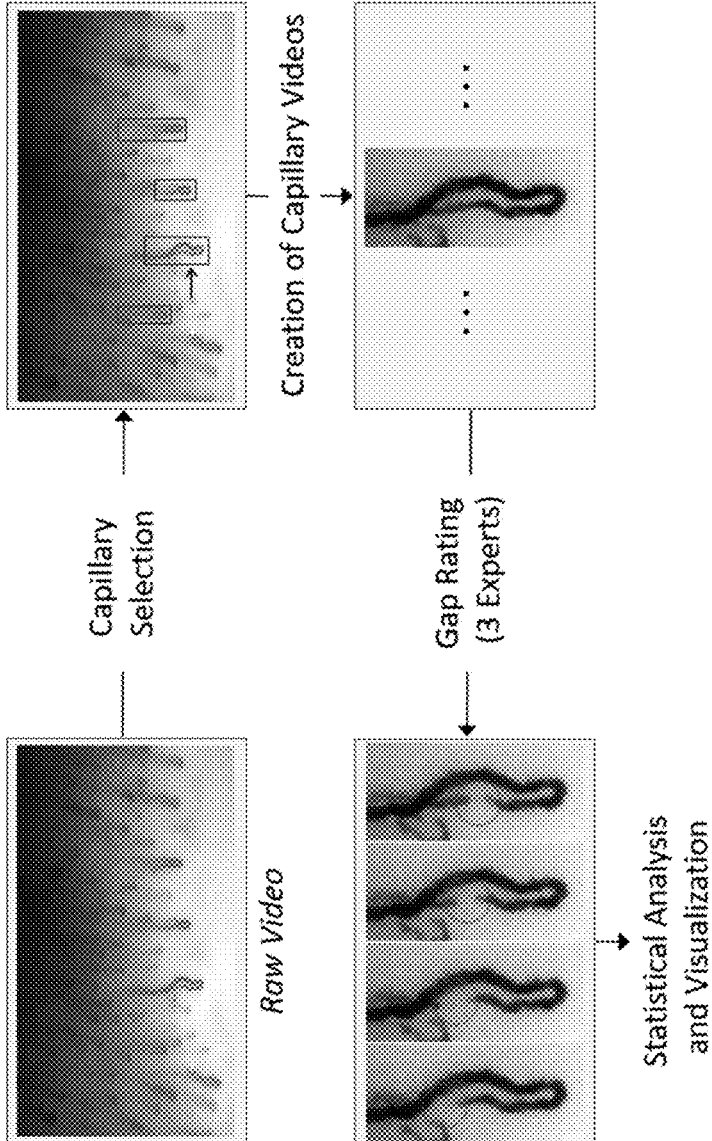 Raw Video
Capillary
Selection
Creation of Capillary Videos
Gap Rating
(3 Experts)
Statistical Analysis
and Visualization